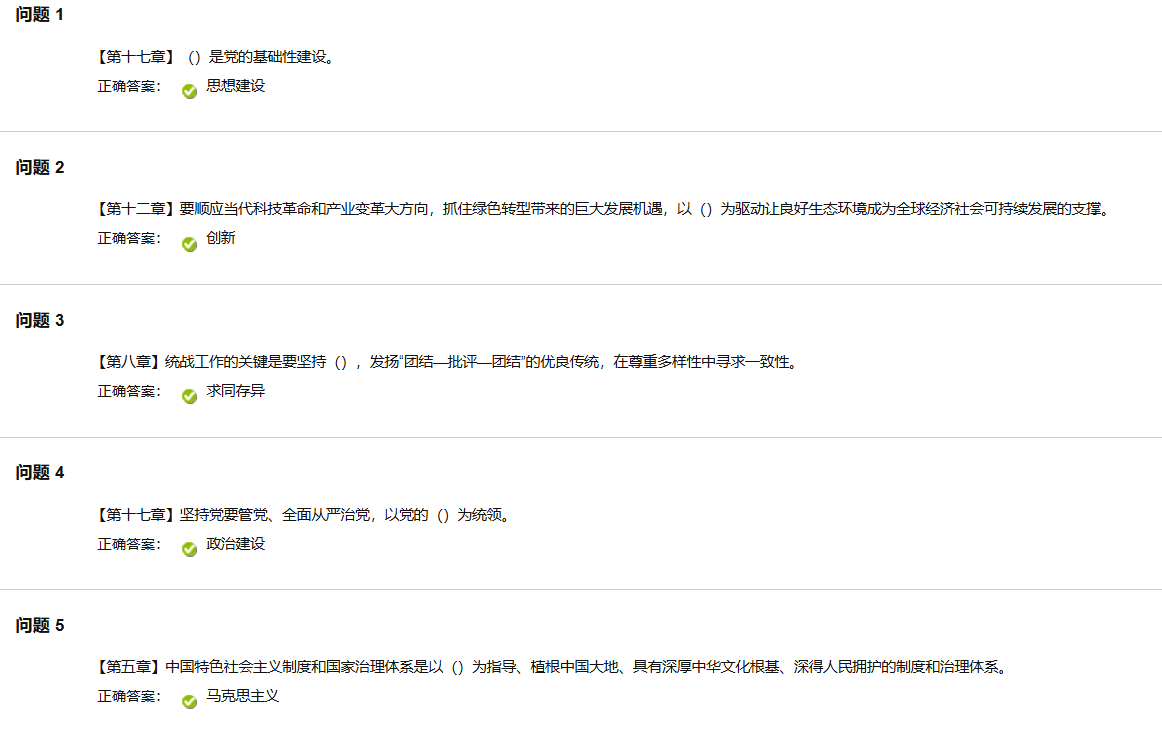 问题 1
【第十七章】（）是党的基础性建设。
正确答案： 思想建设
问题 2
【第十二章】要顺应当代科技革命和产业变革大方向，抓住绿色转型带来的巨大发展机遇，以（）为驱动让良好生态环境成为全球经济社会可持续发展的支撑。
正确答案： 创新
问题 3
【第八章】统战工作的关键是要坚持（），发扬“团结—批评—团结”的优良传统，在尊重多样性中寻求一致性。
正确答案： 求同存异
问题 4
【第十七章】坚持党要管党、全面从严治党，以党的（）为统领。
正确答案： 政治建设
问题 5
【第五章】中国特色社会主义制度和国家治理体系是以（）为指导、植根中国大地、具有深厚中华文化根基、深得人民拥护的制度和治理体系。
正确答案： 马克思主义